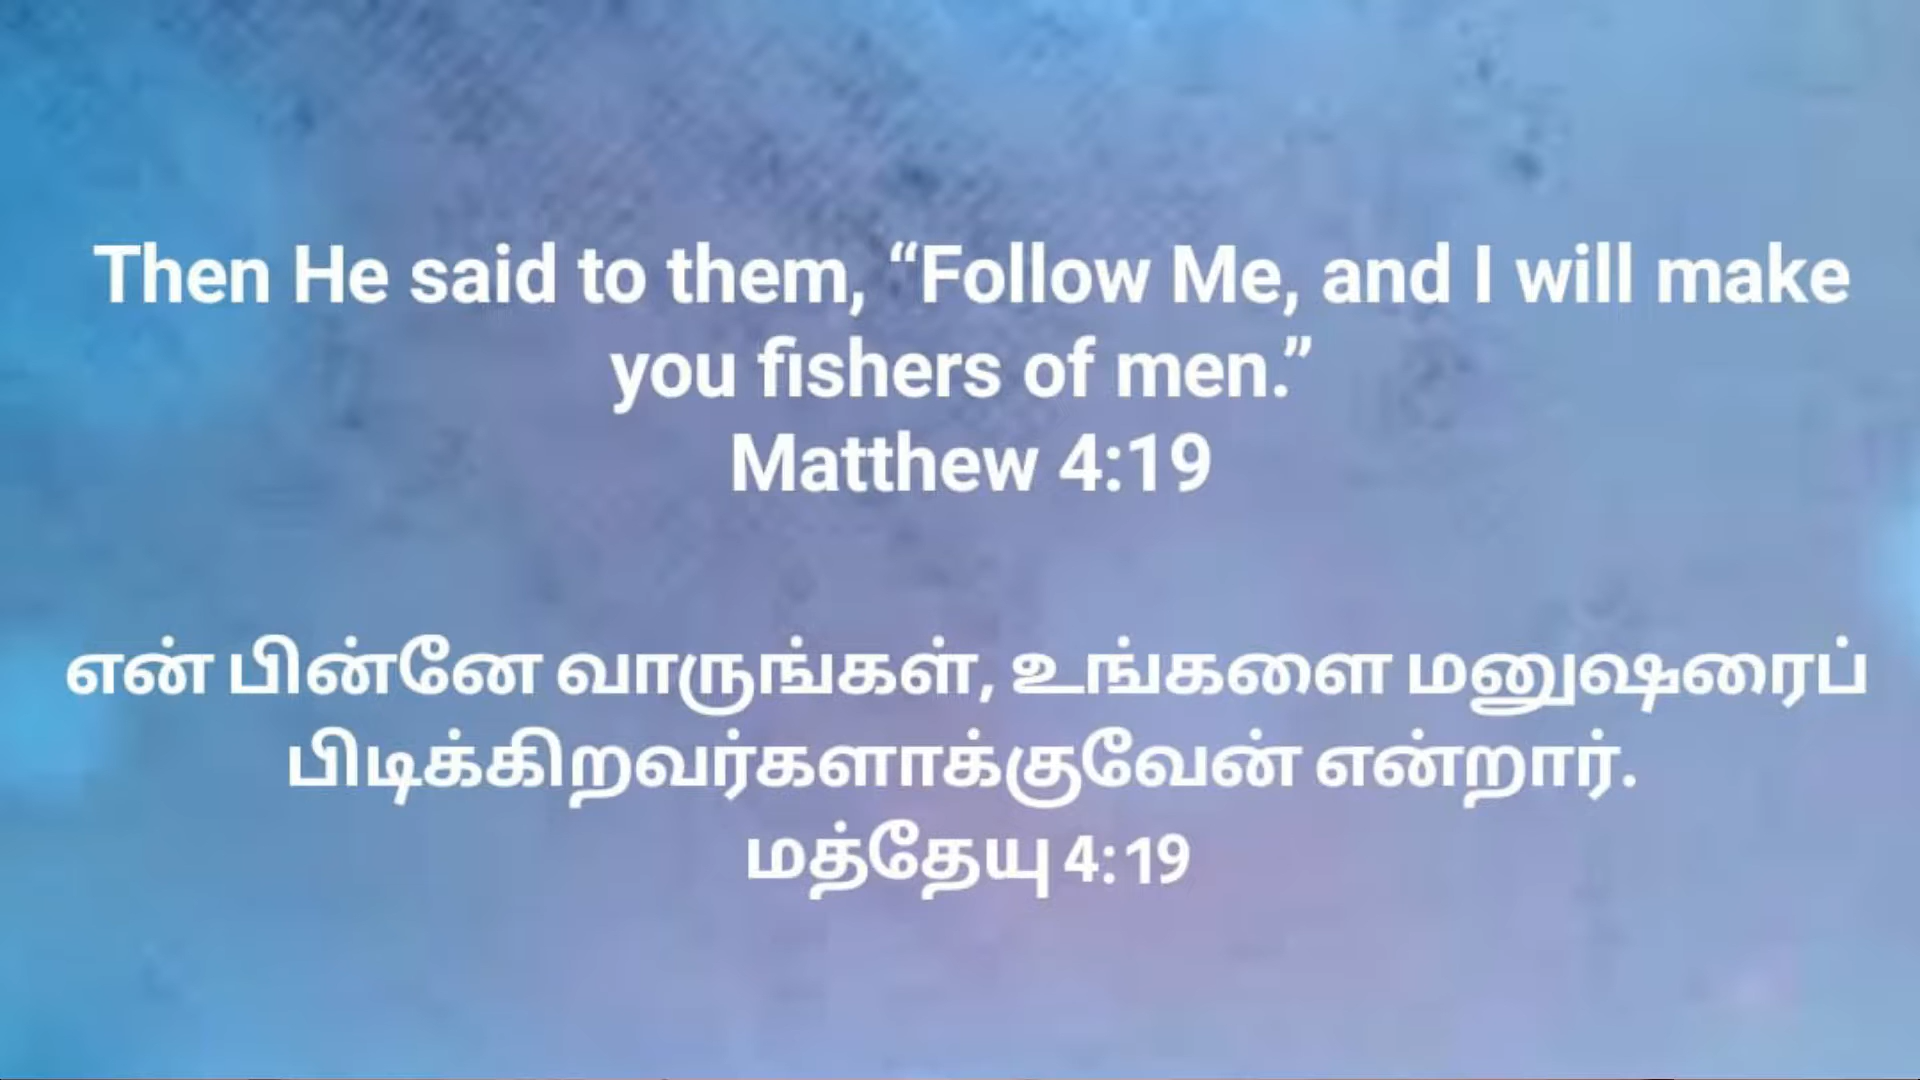 Then He said to them, “Follow Me, and I will make
you fishers of men.”
Matthew 4:19
என் பின்னே வாருங்கள், உங்களை மனுஷரைப்
பிடிக்கிறவர்களாக்குவேன் என்றார்.
மத்தேயு 4:19